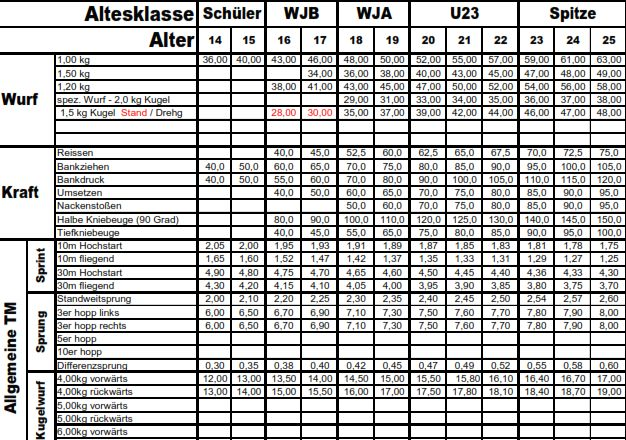 Altesklasse Schüler WJB WJA U23 Spitze
Alter 14 15 16 17 18 19 20 21 22 23 24 25
Wurf
1,00 kg 36,00 40,00 43,00 46,00 48,00 50,00 52,00 55,00 57,00 59,00 61,00 63,00
1,50 kg 34,00 36,00 38,00 40,00 43,00 45,00 47,00 48,00 49,00
1,20 kg 38,00 41,00 43,00 45,00 47,00 50,00 52,00 54,00 56,00 58,00
spez. Wurf - 2,0 kg Kugel 29,00 31,00 33,00 34,00 35,00 36,00 37,00 38,00
1,5 kg Kugel Stand / Drehg 28,00 30,00 35,00 37,00 39,00 42,00 44,00 46,00 47,00 48,00
Kraft
Reissen 40,0 45,0 52,5 60,0 62,5 65,0 67,5 70,0 72,5 75,0
Bankziehen 40,0 50,0 60,0 65,0 70,0 75,0 80,0 85,0 90,0 95,0 100,0 105,0
Bankdruck 40,0 50,0 55,0 60,0 70,0 80,0 90,0 100,0 105,0 110,0 115,0 120,0
Umsetzen 40,0 50,0 60,0 65,0 70,0 75,0 80,0 85,0 90,0 95,0
Nackenstoßen 50,0 60,0 70,0 75,0 80,0 85,0 90,0 95,0
Halbe Kniebeuge (90 Grad) 80,0 90,0 100,0 110,0 120,0 125,0 130,0 140,0 145,0 150,0
Tiefkniebeuge 40,0 45,0 55,0 65,0 75,0 80,0 85,0 90,0 95,0 100,0
Allgemeine TM
Sprint
10m Hochstart 2,05 2,00 1,95 1,93 1,91 1,89 1,87 1,85 1,83 1,81 1,78 1,75
10m fliegend 1,65 1,60 1,52 1,47 1,42 1,37 1,35 1,33 1,31 1,29 1,27 1,25
30m Hochstart 4,90 4,80 4,75 4,70 4,65 4,60 4,50 4,45 4,40 4,36 4,33 4,30
30m fliegend 4,30 4,20 4,15 4,10 4,05 4,00 3,95 3,90 3,85 3,80 3,75 3,70
Sprung
Standweitsprung 2,00 2,10 2,20 2,25 2,30 2,35 2,40 2,45 2,50 2,54 2,57 2,60
3er hopp links 6,00 6,50 6,70 6,90 7,10 7,30 7,50 7,60 7,70 7,80 7,90 8,00
3er hopp rechts 6,00 6,50 6,70 6,90 7,10 7,30 7,50 7,60 7,70 7,80 7,90 8,00
5er hopp
10er hopp
Differenzsprung 0,30 0,35 0,38 0,40 0,42 0,45 0,47 0,49 0,52 0,55 0,58 0,60
Kugelwurf
4,00kg vorwärts 12,00 13,00 13,50 14,00 14,50 15,00 15,50 15,80 16,10 16,40 16,70 17,00
4,00kg rückwärts 13,00 14,00 15,00 15,50 16,00 17,00 17,50 17,80 18,10 18,40 18,70 19,00
5,00kg vorwärts
5,00kg rückwärts
6,00kg vorwärts